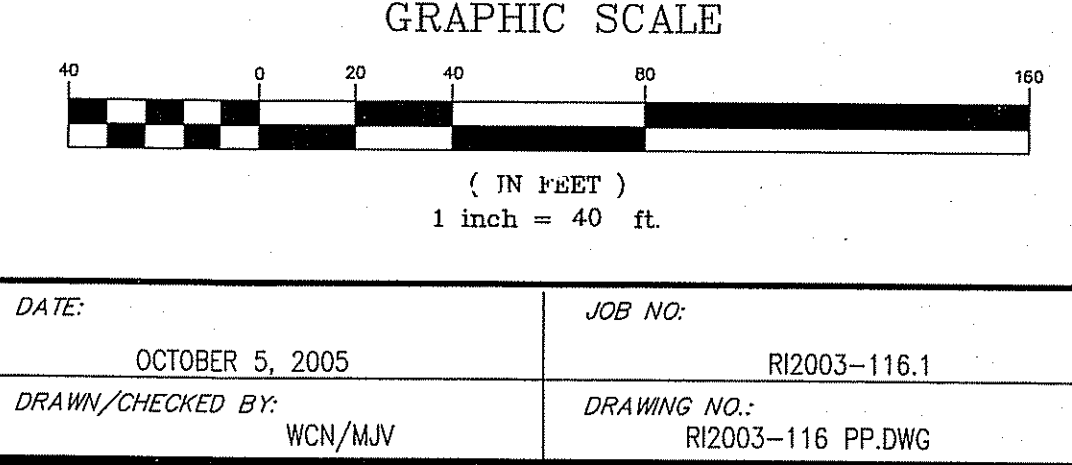 GRAPHIC SCALE
40 0 20 40 80 160
( IN FEET )
1 inch = 40 ft.
DATE: JOB NO:
OCTOBER 5, 2005 RI2003-116.1
DRAWN/CHECKED BY: DRAWING NO.:
WCN/MJV RI2003-116 PP.DWG